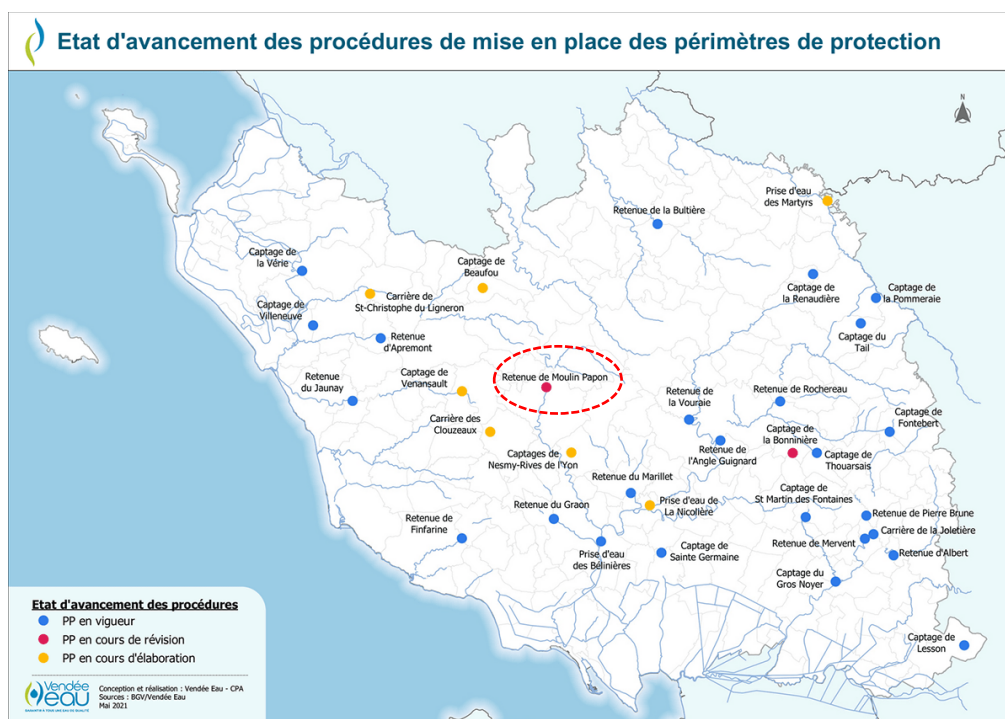 Etat d'avancement des procédures de mise en place des périmètres de protection
N
Prise d'eau
des Martyrs
Retenue de la Bultière
Captage de
la Vérie
Captage de
Beaufou
Captage de
la Renaudière
Captage de
la Pommeraie
Carrière de
St-Christophe du Ligneron
Captage de
Villeneuve
Retenue
d'Apremont
Captage du
Tail
Retenue
du Jaunay
Captage de
Venansault
Retenue de Moulin Papon
Retenue de
la Vouraie
Retenue de Rochereau
Carrière des
Clouzeaux
Captage de
Fontebert
Captage de
la Bonninière
Retenue de
l'Angle Guignard
Captage de
Thouarsais
Captages de
Nesmy-Rives de l'Yon
Retenue du Marillet
Captage de
St Martin des Fontaines
Retenue du Graon
Prise d'eau de
La Nicollère
Retenue de
Finfarine
Retenue de Pierre Brune
Carrière de la Joletière
Retenue de Mervent
Retenue d'Albert
Prise d'eau
des Bélinières
Captage de
Sainte Germaine
Captage du
Gros Noyer
Captage de
Lesson
Etat d'avancement des procédures
PP en vigueur
PP en cours de révision
PP en cours d'élaboration
Vendée
eau
Conception et réalisation : Vendée Eau - CPA
Sources : BGV/Vendée Eau
Mai 2021